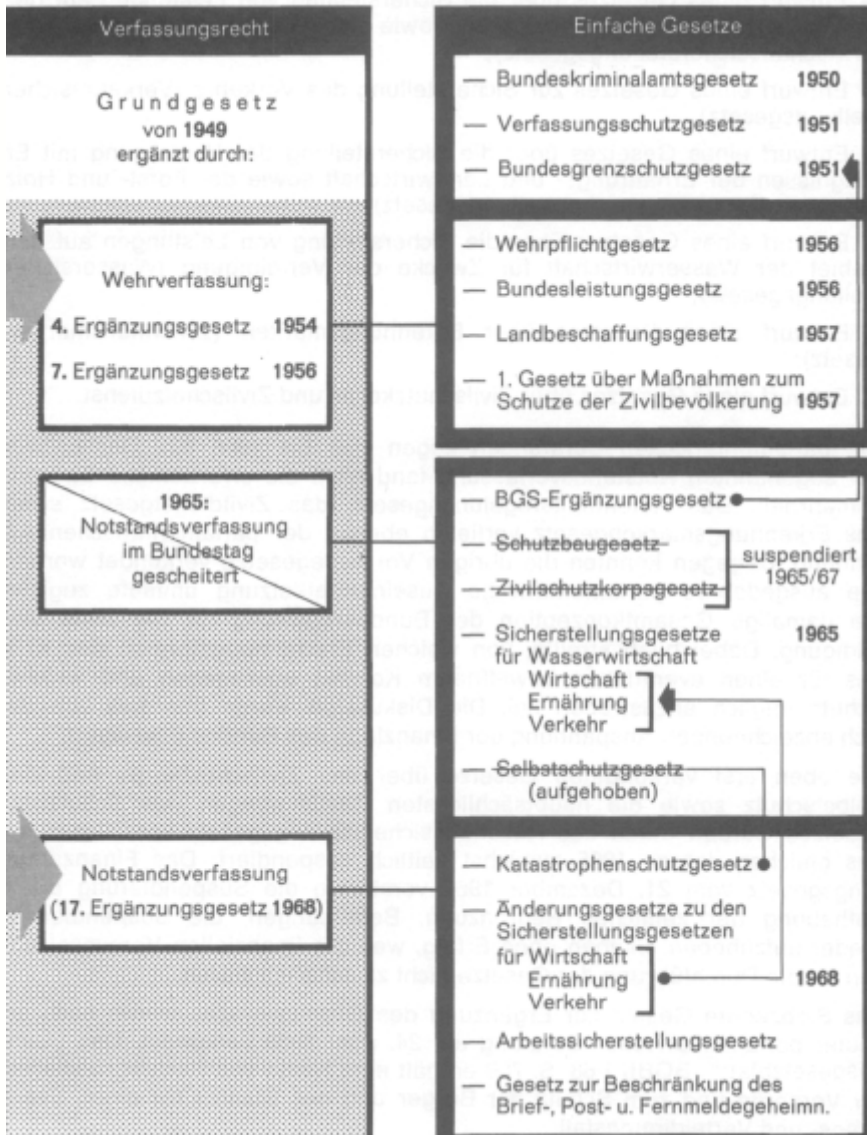 Verfassungsrecht
Grundgesetz
von 1949
ergänzt durch:
Wehrverfassung:
4. Ergänzungsgesetz 1954
7. Ergänzungsgesetz 1956
1965:
Notstandsverfassung
im Bundestag
gescheitert
Notstandsverfassung
(17. Ergänzungsgesetz 1968)
Einfache Gesetze
— Bundeskriminalamtsgesetz 1950
— Verfassungsschutzgesetz 1951
— Bundesgrenzschutzgesetz 1951
— Wehrpflichtgesetz 1956
— Bundesleistungsgesetz 1956
— Landbeschaffungsgesetz 1957
— 1. Gesetz über Maßnahmen zum
Schutze der Zivilbevölkerung 1957
— BGS-Ergänzungsgesetz
— Schutzbaugesetz
— Zivilschutzkorpsgesetz
suspendiert
1965/67
— Sicherstellungsgesetze 1965
für Wasserwirtschaft
Wirtschaft
Ernährung
Verkehr
— Selbstschutzgesetz
(aufgehoben)
— Katastrophenschutzgesetz
— Änderungsgesetze zu den
Sicherstellungsgesetzen
für Wirtschaft
Ernährung 1968
Verkehr
— Arbeitssicherstellungsgesetz
— Gesetz zur Beschränkung des
Brief-, Post- u. Fernmeldegeheimn.